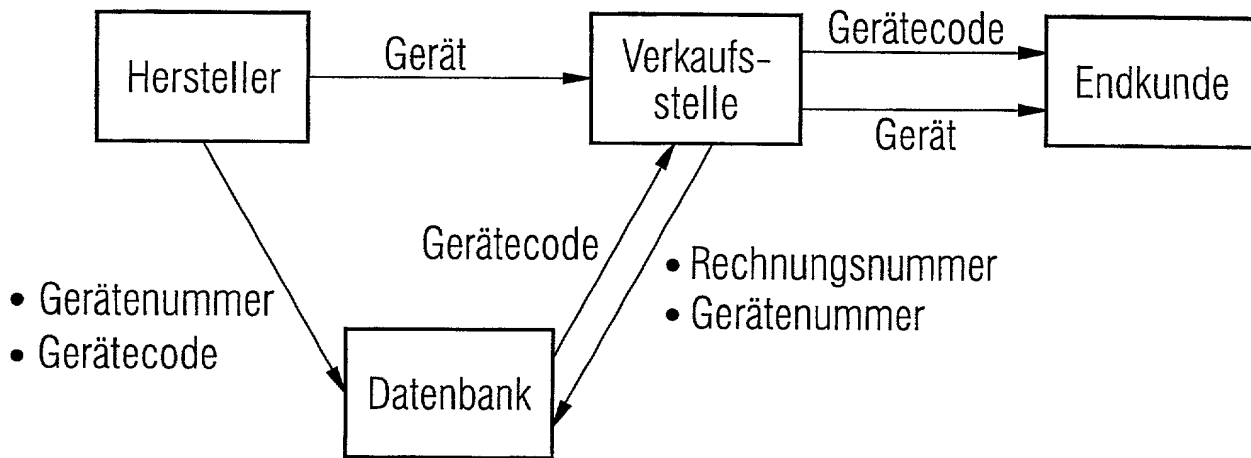 Hersteller
Gerät
Verkaufs-
stelle
Gerätecode
Gerät
Endkunde
Gerätecode
• Rechnungsnummer
• Gerätenummer
• Gerätenummer
• Gerätecode
Datenbank